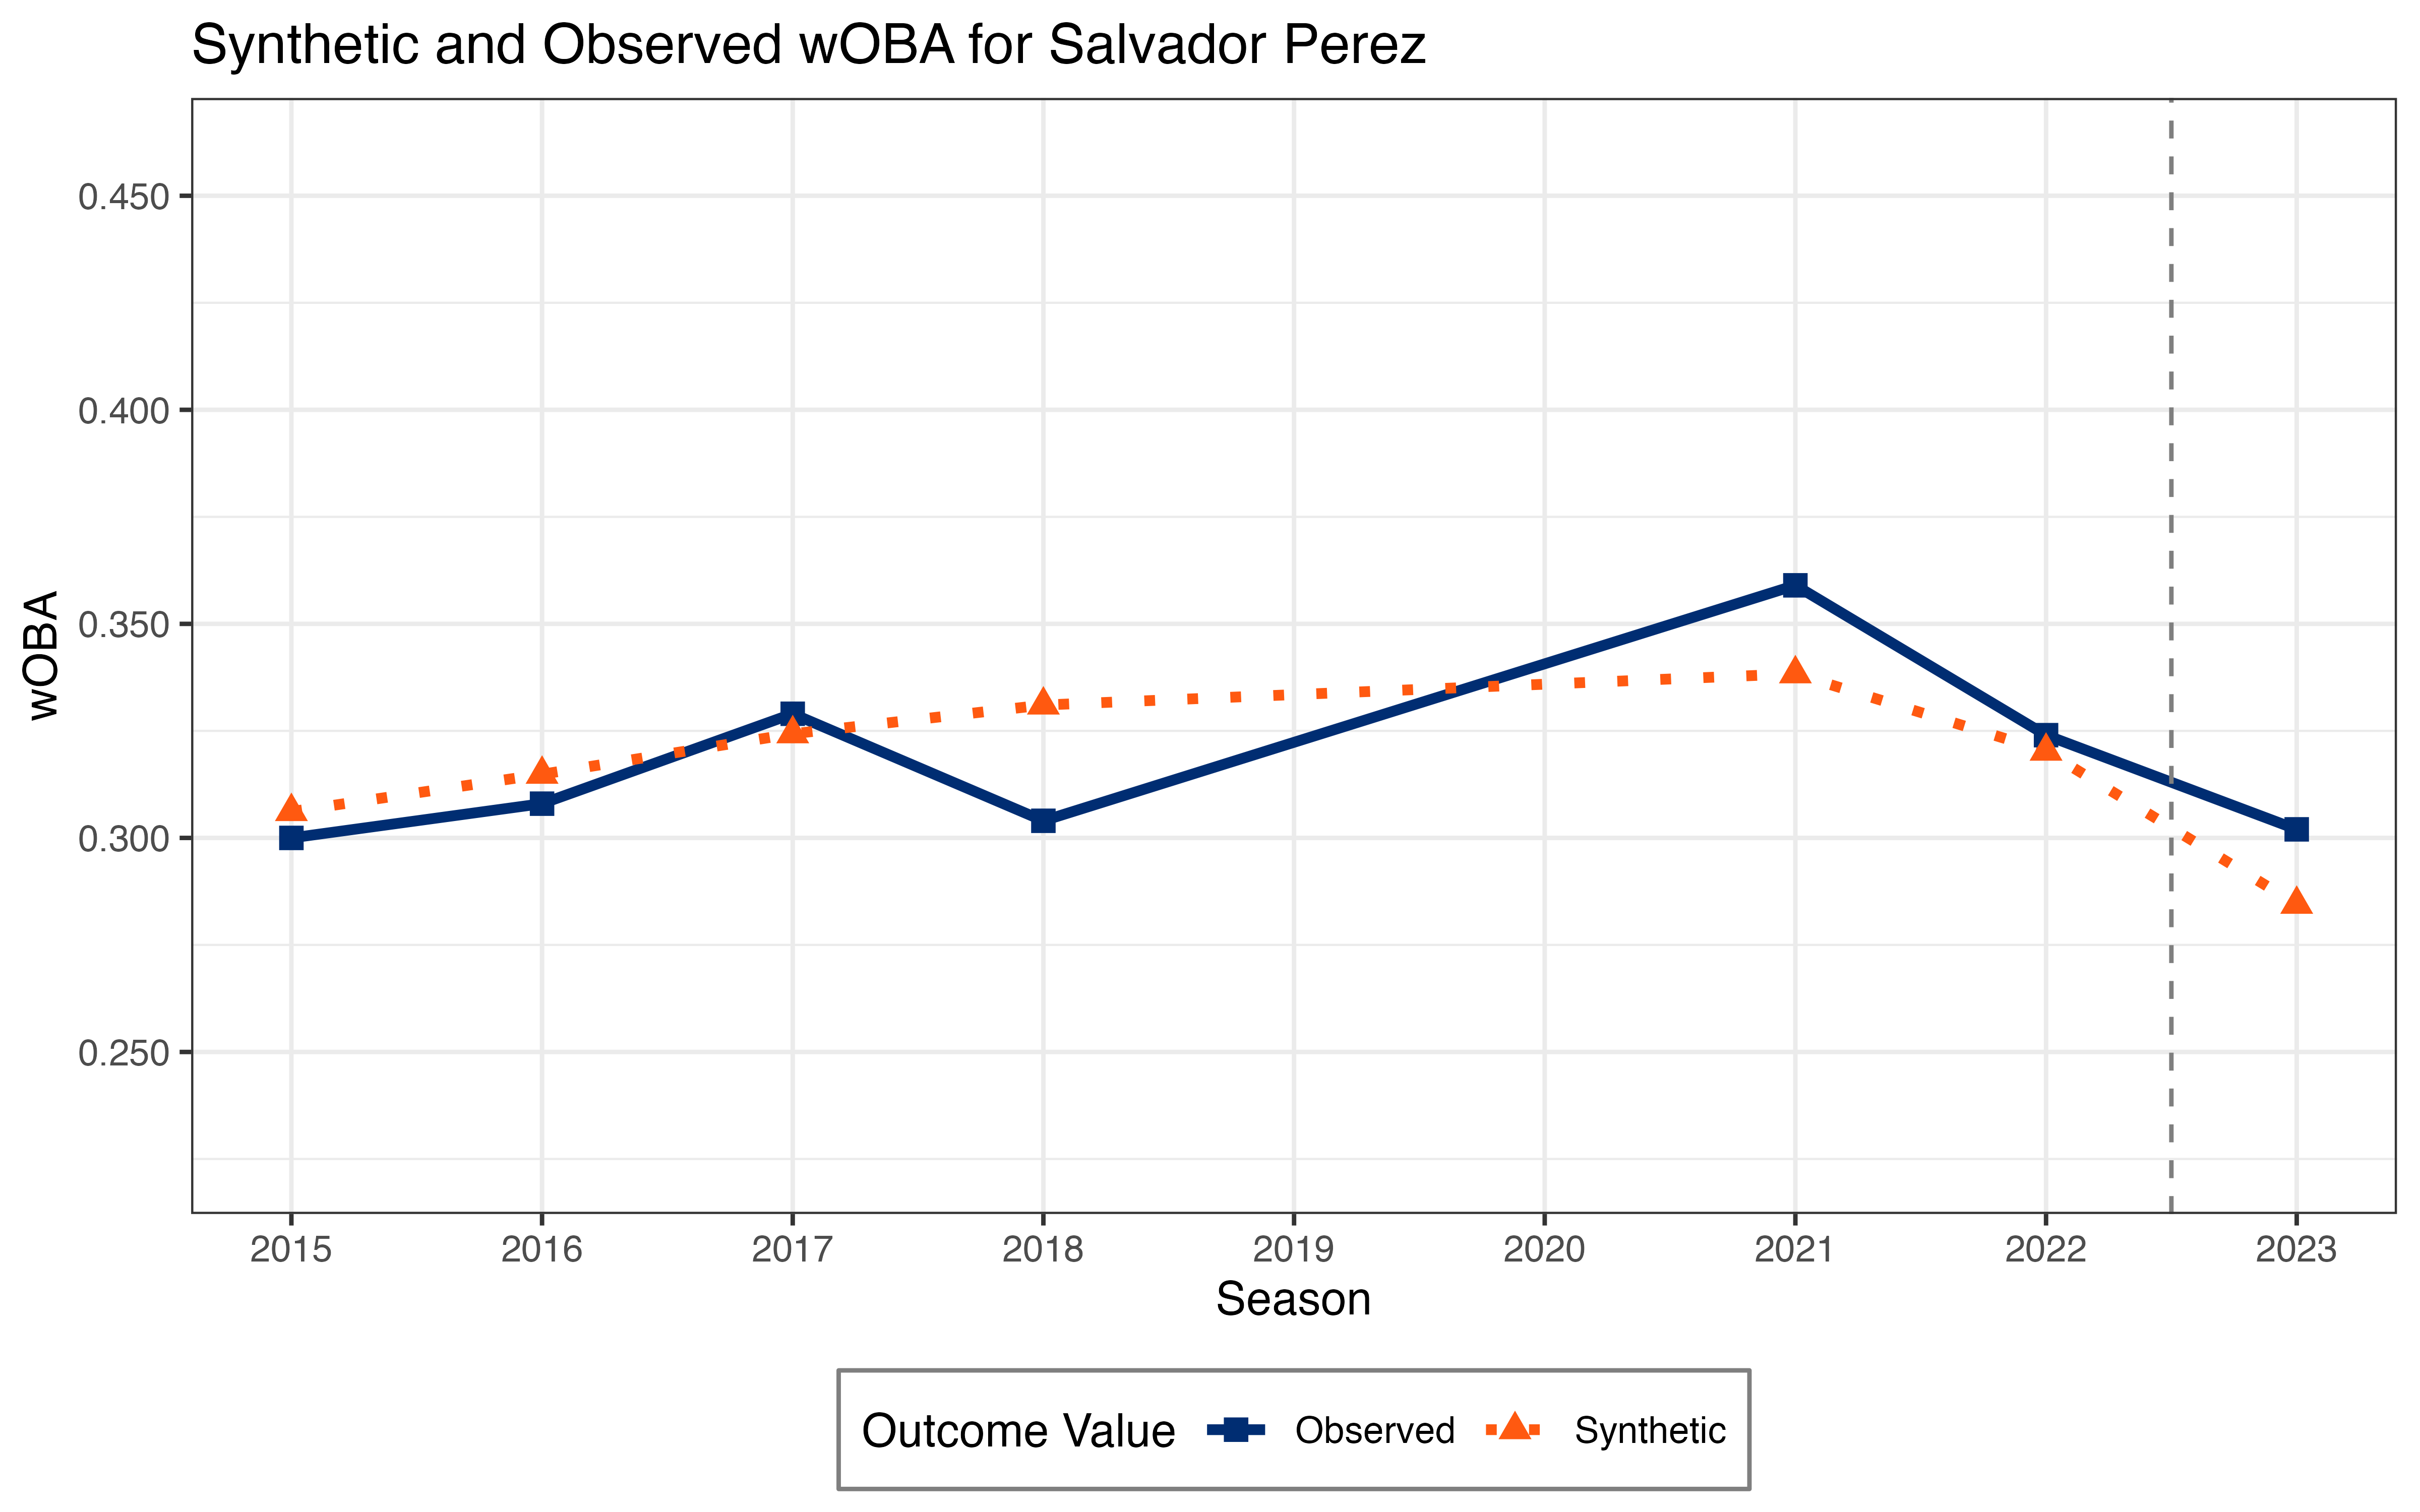 Synthetic and Observed wOBA for Salvador Perez
wOBA
0.450
0.400
0.350
0.300
0.250
2015 2016 2017 2018 2019 2020 2021 2022 2023
Season
Outcome Value Observed Synthetic